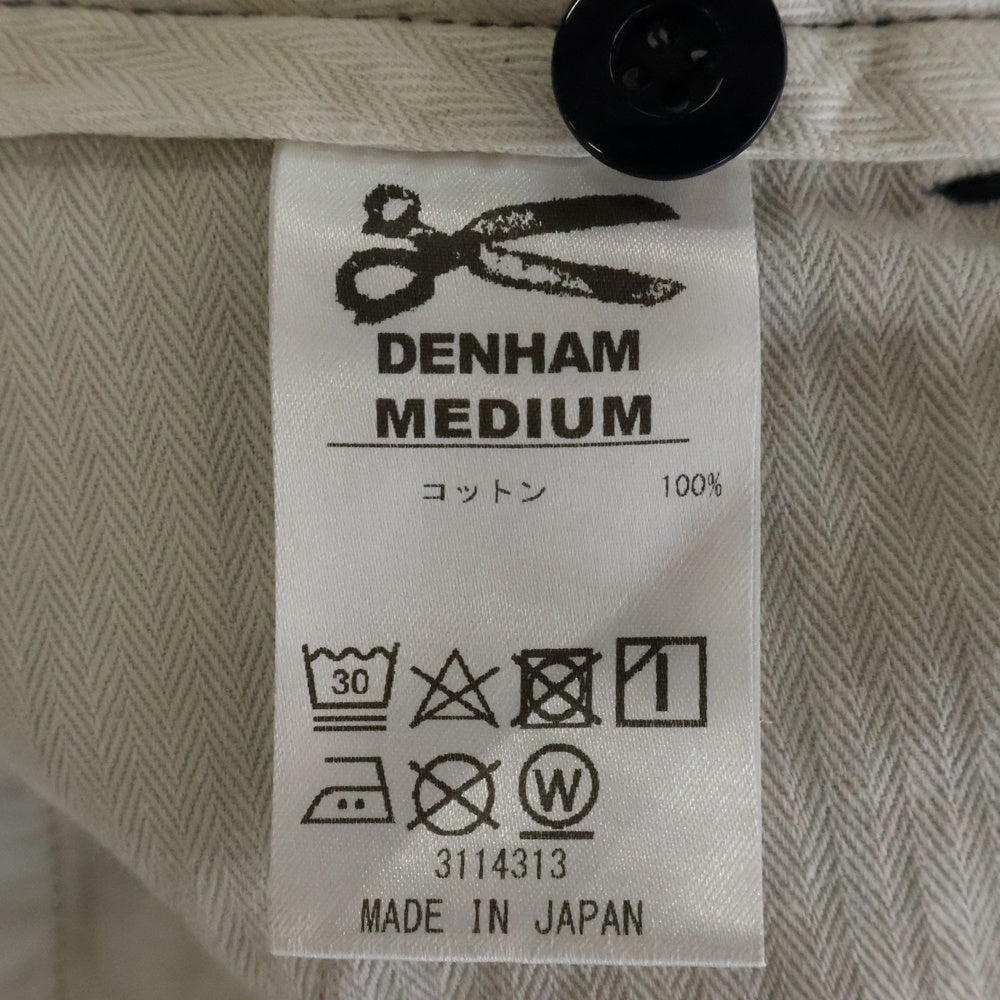 DENHAM
MEDIUM
コットン 100%
30
W
3114313
MADE IN JAPAN